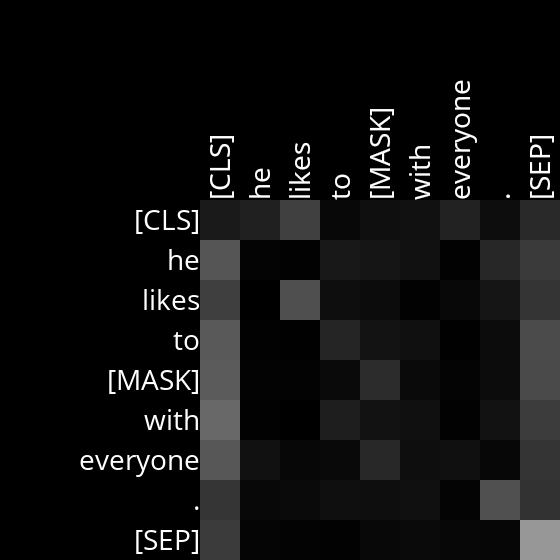 [CLS] he likes to [MASK] with everyone . [SEP]
[CLS]
he
likes
to
[MASK]
with
everyone
.
[SEP]